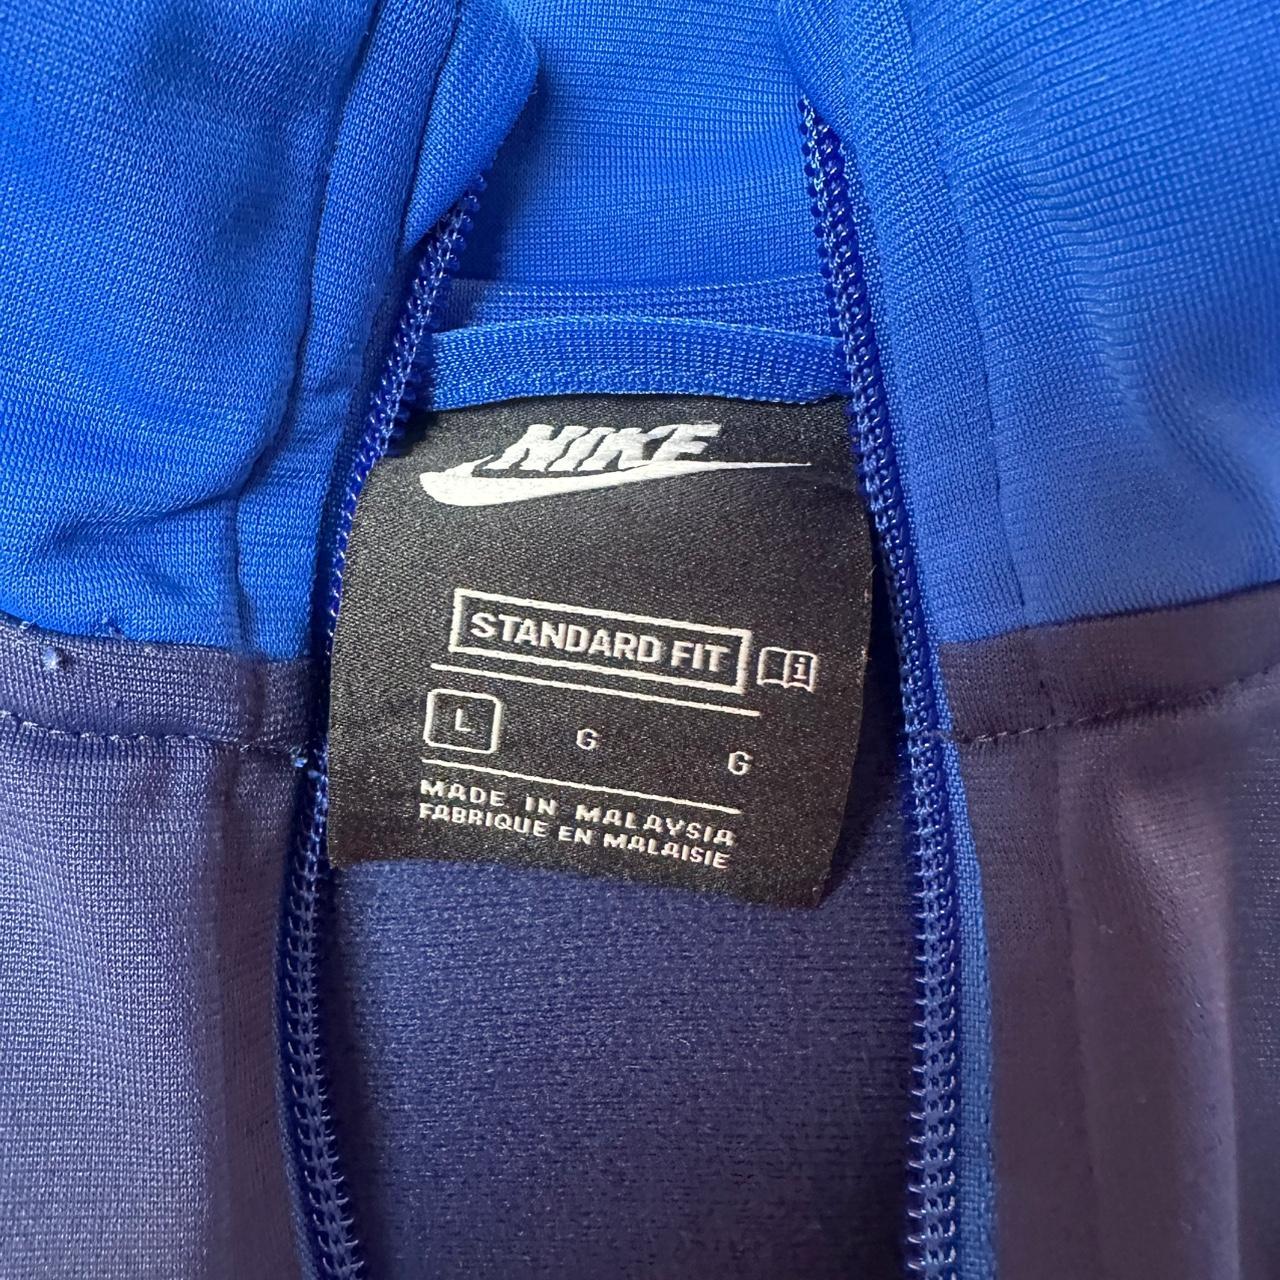 NIKE
STANDARD FIT
L G G
MADE IN MALAYSIA
FABRIQUE EN MALAISIE